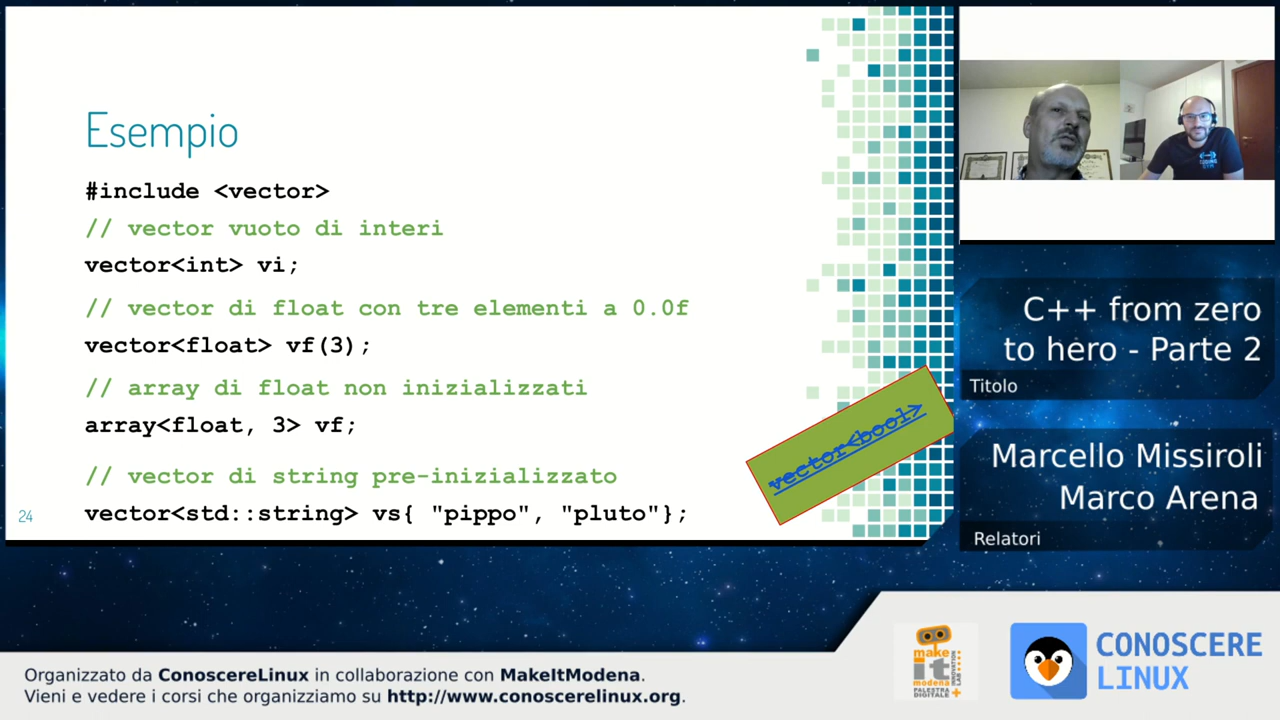 Esempio
#include <vector>
// vector vuoto di interi
vector<int> vi;
// vector di float con tre elementi a 0.0f
vector<float> vf(3);
// array di float non inizializzati
array<float, 3> vf;
// vector di string pre-inizializzato
vector<std::string> vs{ "pippo", "pluto"};
24
vector<bool>
C++ from zero
to hero - Parte 2
Titolo
Marcello Missiroli
Marco Arena
Relatori
make
it
modena
PALESTRA
DIGITALE
INNOVATION
LAB
CONOSCERE
LINUX
Organizzato da ConoscereLinux in collaborazione con MakeItModena.
Vieni e vedere i corsi che organizziamo su http://www.conoscerelinux.org.